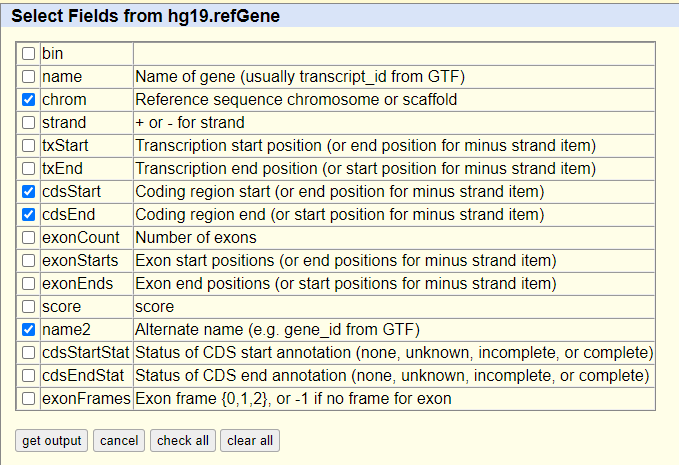 Select Fields from hg19.refGene
bin
name Name of gene (usually transcript_id from GTF)
chrom Reference sequence chromosome or scaffold
strand + or - for strand
txStart Transcription start position (or end position for minus strand item)
txEnd Transcription end position (or start position for minus strand item)
cdsStart Coding region start (or end position for minus strand item)
cdsEnd Coding region end (or start position for minus strand item)
exonCount Number of exons
exonStarts Exon start positions (or end positions for minus strand item)
exonEnds Exon end positions (or start positions for minus strand item)
score score
name2 Alternate name (e.g. gene_id from GTF)
cdsStartStat Status of CDS start annotation (none, unknown, incomplete, or complete)
cdsEndStat Status of CDS end annotation (none, unknown, incomplete, or complete)
exonFrames Exon frame {0,1,2}, or -1 if no frame for exon
get output cancel check all clear all